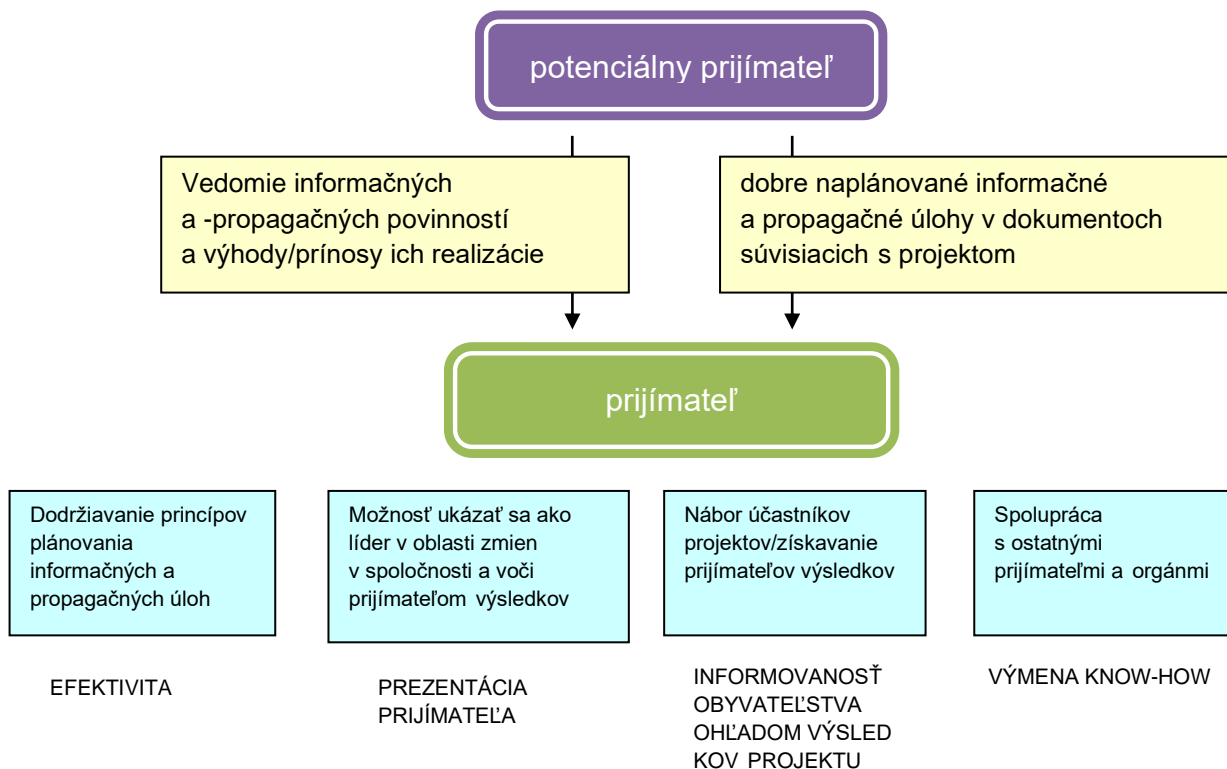 potenciálny prijímateľ
Vedomie informačných
a -propagačných povinností
a výhody/prínosy ich realizácie
dobre naplánované informačné
a propagačné úlohy v dokumentoch
súvisiacich s projektom
prijímateľ
Dodržiavanie princípov
plánovania
informačných a
propagačných úloh
Možnosť ukázať sa ako
líder v oblasti zmien
v spoločnosti a voči
prijímateľom výsledkov
Nábor účastníkov
projektov/získavanie
prijímateľov výsledkov
Spolupráca
s ostatnými
prijímateľmi a orgánmi
EFEKTIVITA
PREZENTÁCIA
PRIJÍMATEĽA
INFORMOVANOSŤ
OBYVATEĽSTVA
OHĽADOM VÝSLED
KOV PROJEKTU
VÝMENA KNOW-HOW